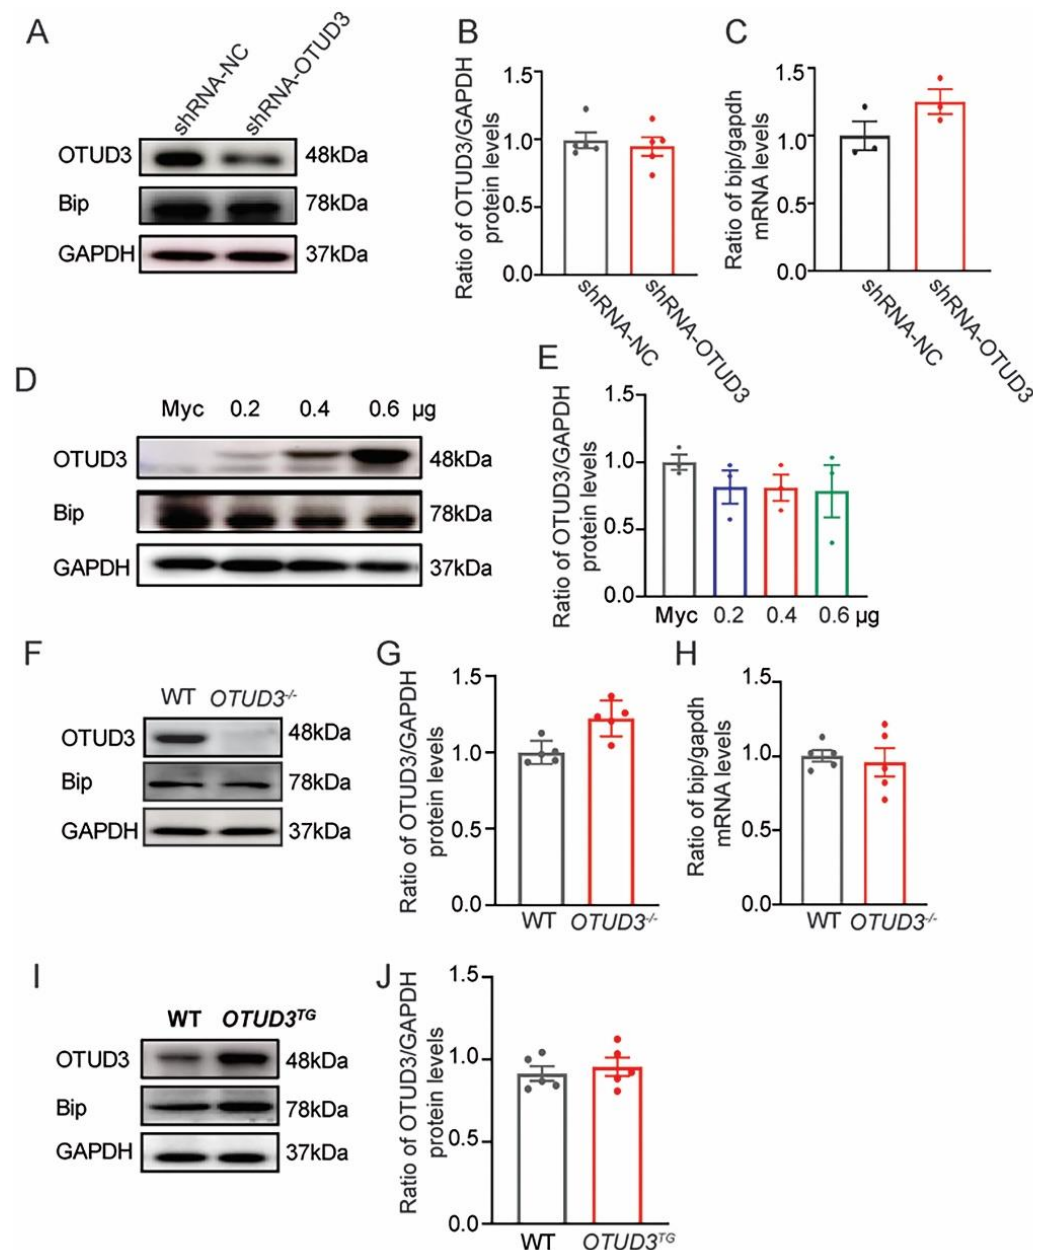 A
shRNA-NC
shRNA-OTUD3
OTUD3
48kDa
Bip
78kDa
GAPDH
37kDa
B
Ratio of OTUD3/GAPDH
protein levels
1.5
1.0
0.5
0.0
shRNA-NC
shRNA-OTUD3
C
Ratio of bip/gapdh
mRNA levels
1.5
1.0
0.5
0.0
shRNA-NC
shRNA-OTUD3
D
Myc 0.2 0.4 0.6 µg
OTUD3
48kDa
Bip
78kDa
GAPDH
37kDa
E
Ratio of OTUD3/GAPDH
protein levels
1.5
1.0
0.5
0.0
Myc 0.2 0.4 0.6 µg
F
WT OTUD3-/-
OTUD3
48kDa
Bip
78kDa
GAPDH
37kDa
G
Ratio of OTUD3/GAPDH
protein levels
1.5
1.0
0.5
0.0
WT OTUD3-/-
H
Ratio of bip/gapdh
mRNA levels
1.5
1.0
0.5
0.0
WT OTUD3-/-
I
WT OTUD3TG
OTUD3
48kDa
Bip
78kDa
GAPDH
37kDa
J
Ratio of OTUD3/GAPDH
protein levels
1.5
1.0
0.5
0.0
WT OTUD3TG